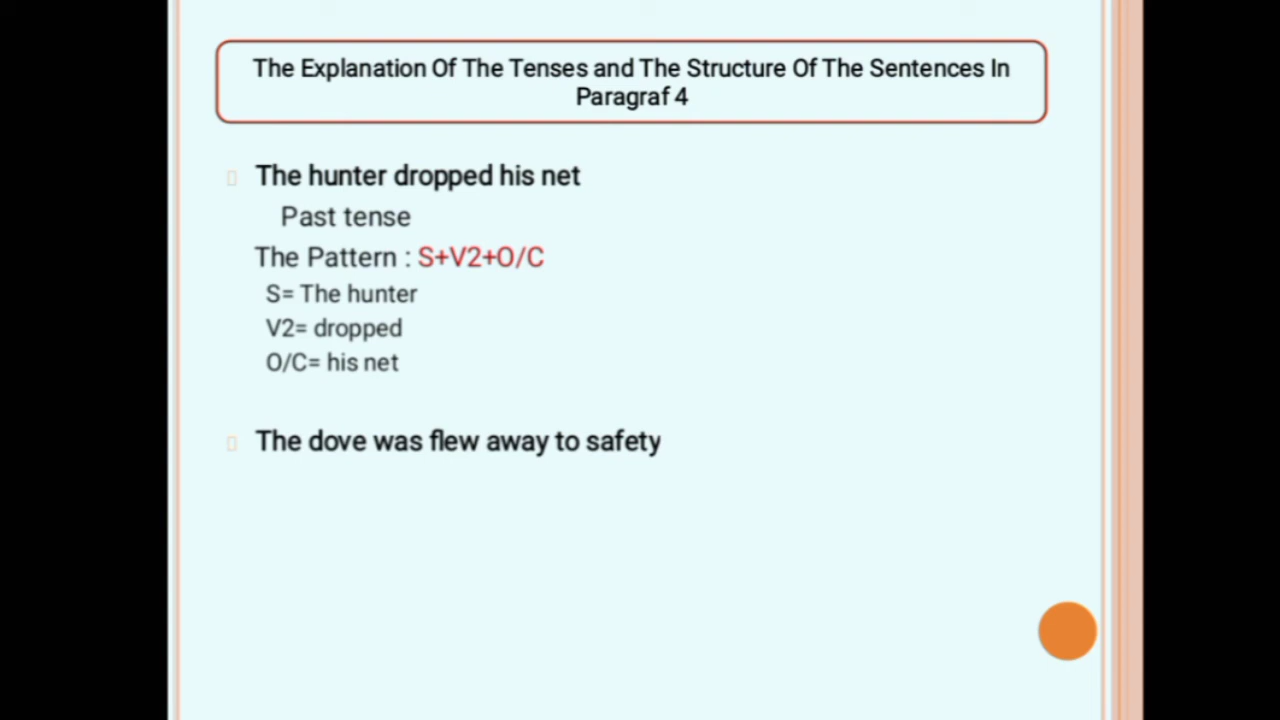 The Explanation Of The Tenses and The Structure Of The Sentences In
Paragraf 4
The hunter dropped his net
Past tense
The Pattern : S+V2+O/C
S= The hunter
V2= dropped
O/C= his net
The dove was flew away to safety